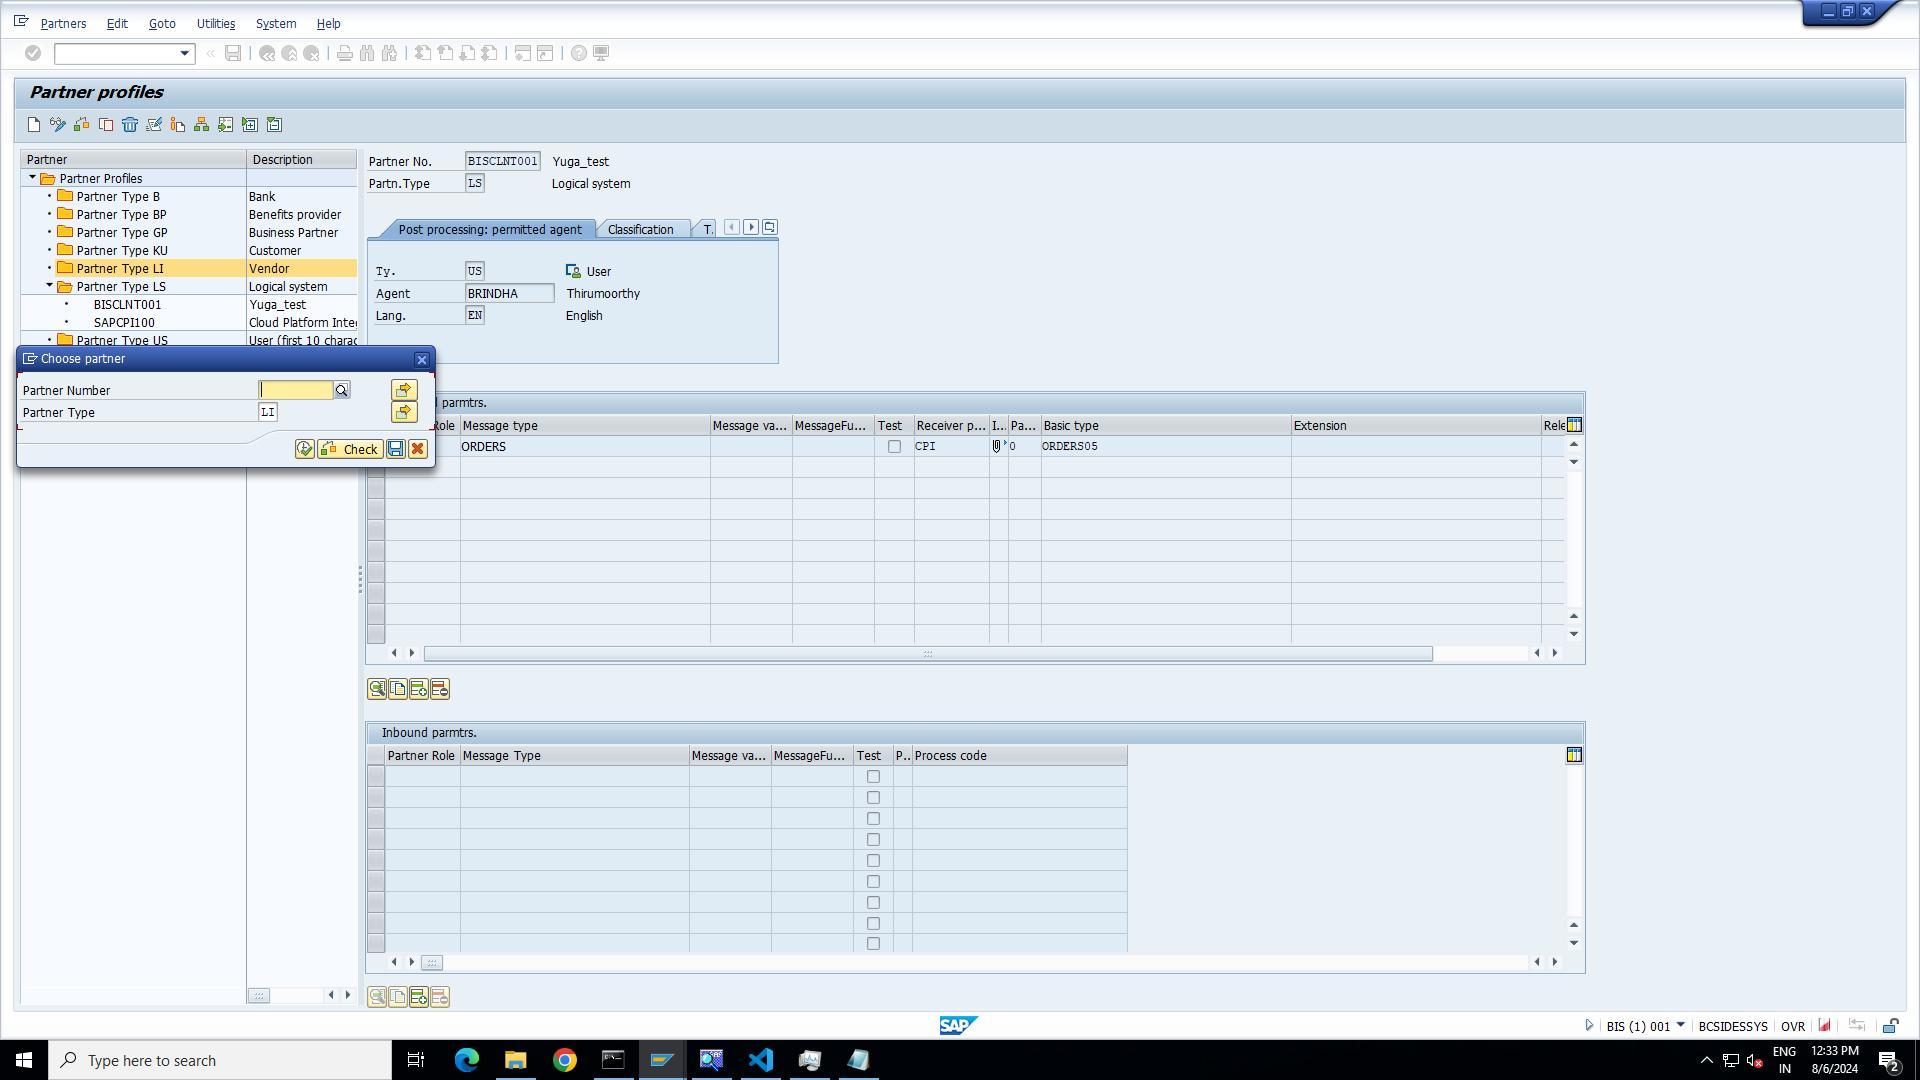 Partners Edit Goto Utilities System Help
Partner profiles
Partner Description
Partner Profiles
Partner Type B Bank
Partner Type BP Benefits provider
Partner Type GP Business Partner
Partner Type KU Customer
Partner Type LI Vendor
Partner Type LS Logical system
BISCLNT001 Yuga_test
SAPCPI100 Cloud Platform Integ
Partner Type US User (first 10 charac
Choose partner
Partner Number
Partner Type LI
Check
Partner No. BISCLNT001 Yuga_test
Partn.Type LS Logical system
Post processing: permitted agent Classification T.
Ty. US User
Agent BRINDHA Thirumoorthy
Lang. EN English
parmtrs.
Role Message type Message va... MessageFu... Test Receiver p... I... Pa... Basic type Extension Rele
ORDERS CPI 0 ORDERS05
Inbound parmtrs.
Partner Role Message Type Message va... MessageFu... Test P.. Process code
SAP
BIS (1) 001 BCSIDESSYS OVR
Type here to search
ENG
IN
12:33 PM
8/6/2024
2